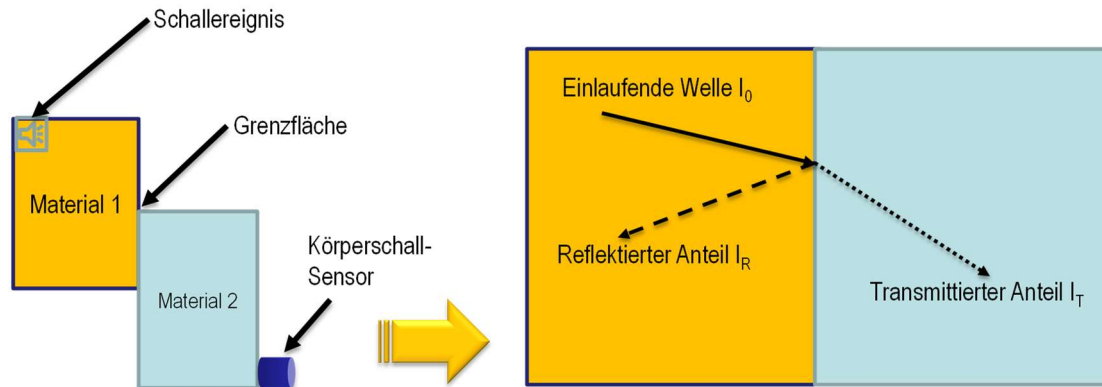 Schallereignis
Grenzfläche
Material 1
Körperschall-
Sensor
Material 2
Einlaufende Welle I0
Reflektierter Anteil IR
Transmittierter Anteil IT